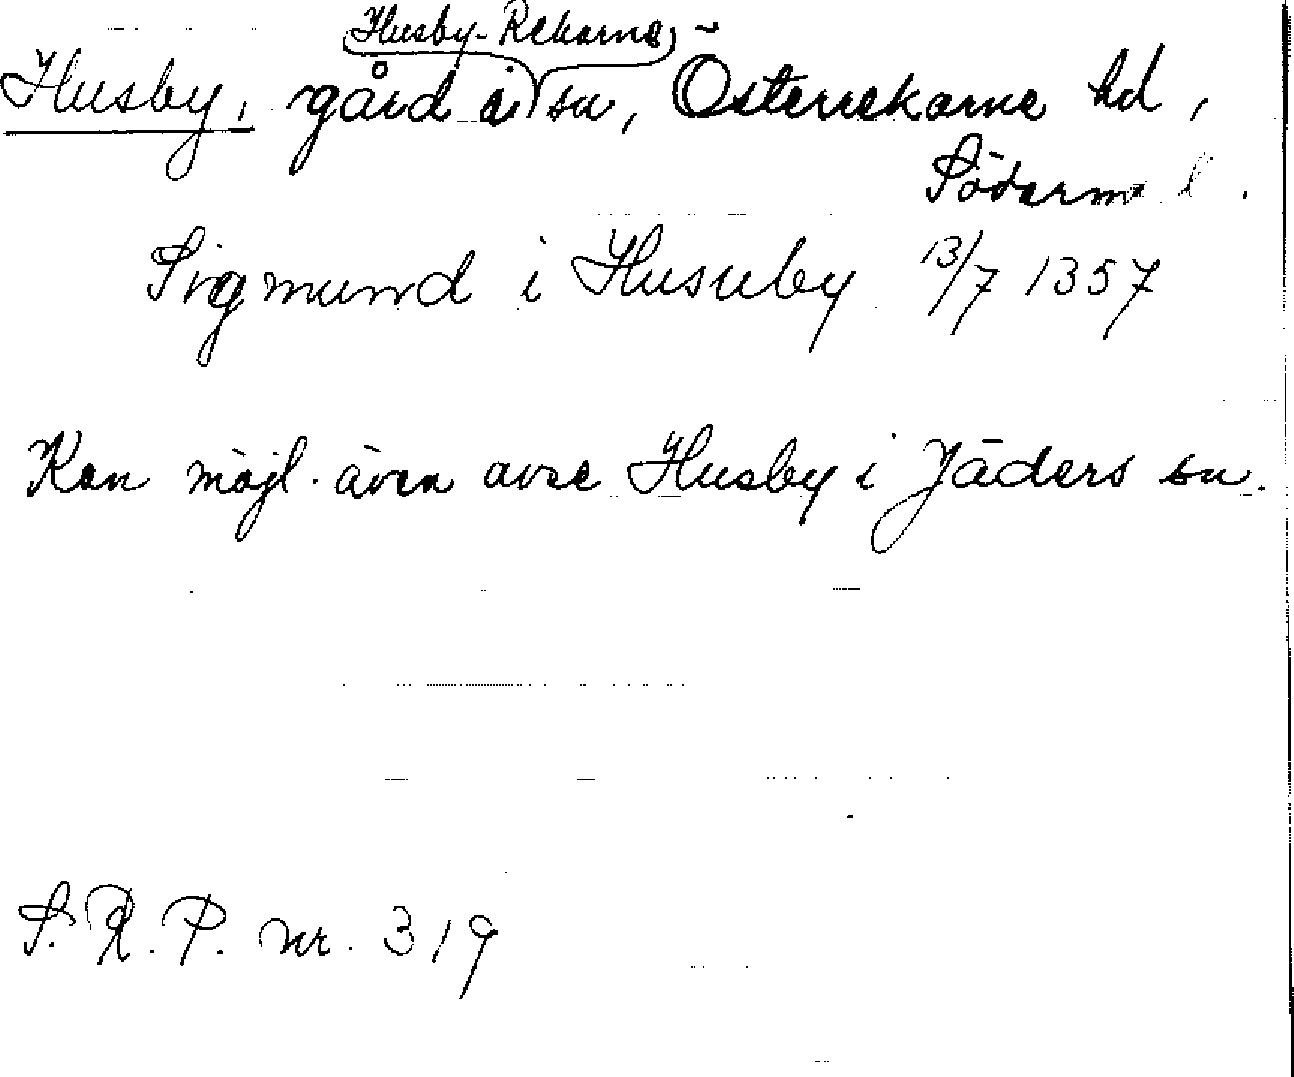 Husby, gård i Husby-Rekarne sn, Österrekarne hd,
Söderm l.
Sigmund i Husuby 13/7 1357
Kan möjl. även avse Husby i Jäders sn.
S. R. P. nr. 319